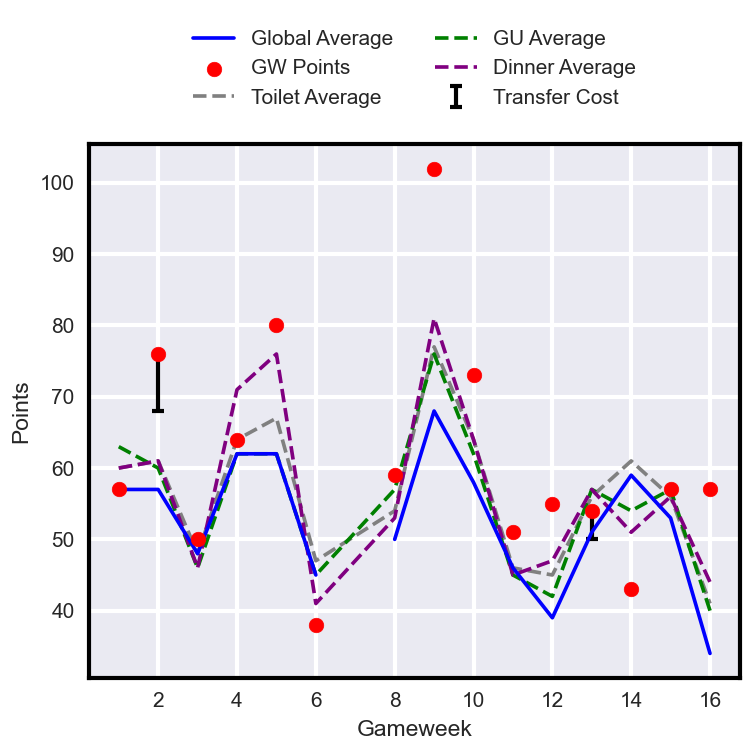 Global Average
GW Points
Toilet Average
GU Average
Dinner Average
Transfer Cost
100
90
80
70
60
50
40
Points
2 4 6 8 10 12 14 16
Gameweek